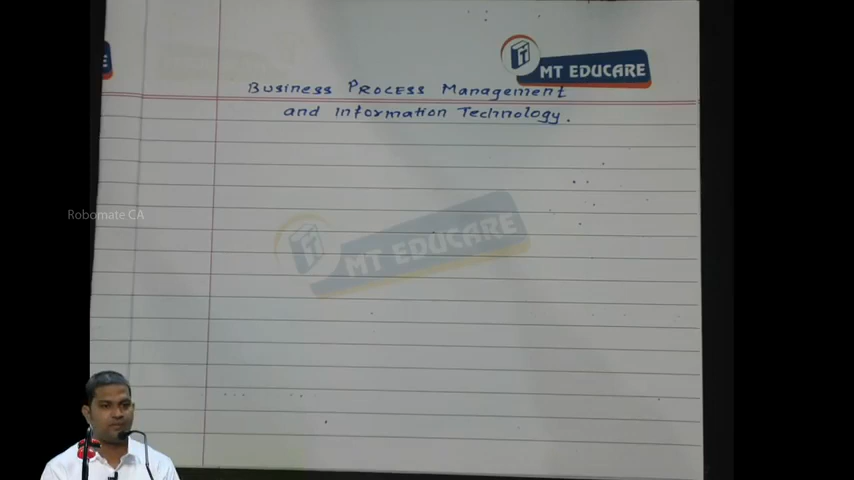 MT EDUCARE
Business Process Management
and Information Technology.
Robomate CA
MT EDUCARE